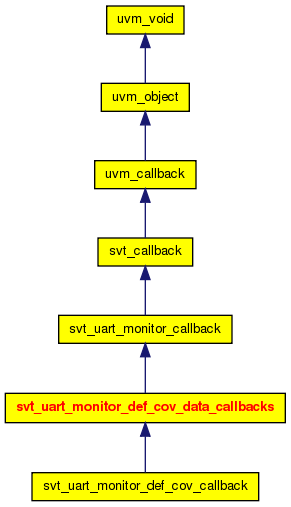 uvm_void
uvm_object
uvm_callback
svt_callback
svt_uart_monitor_callback
svt_uart_monitor_def_cov_data_callbacks
svt_uart_monitor_def_cov_callback